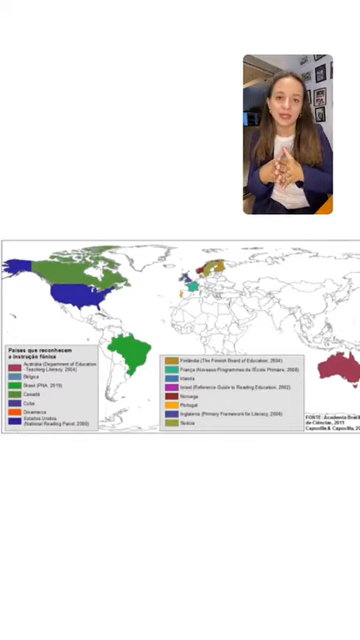 Países que reconhecem
a instrução fônica
Austrália (Department of Education
- Teaching Literacy, 2004)
Bélgica
Brasil (PNA, 2019)
Canadá
Cuba
Dinamarca
Estados Unidos
(National Reading Panel, 2000)
Finlândia (The Finnish Board of Education, 2004)
França (Nouveaux Programmes de l'École Primaire, 2008)
Irlanda
Israel (Reference Guide to Reading Education, 2002)
Noruega
Portugal
Inglaterra (Primary Framework for Literacy, 2006)
Suécia
FONTE: Academia Brasil
de Ciências, 2011
Capovilla & Capovilla, 20